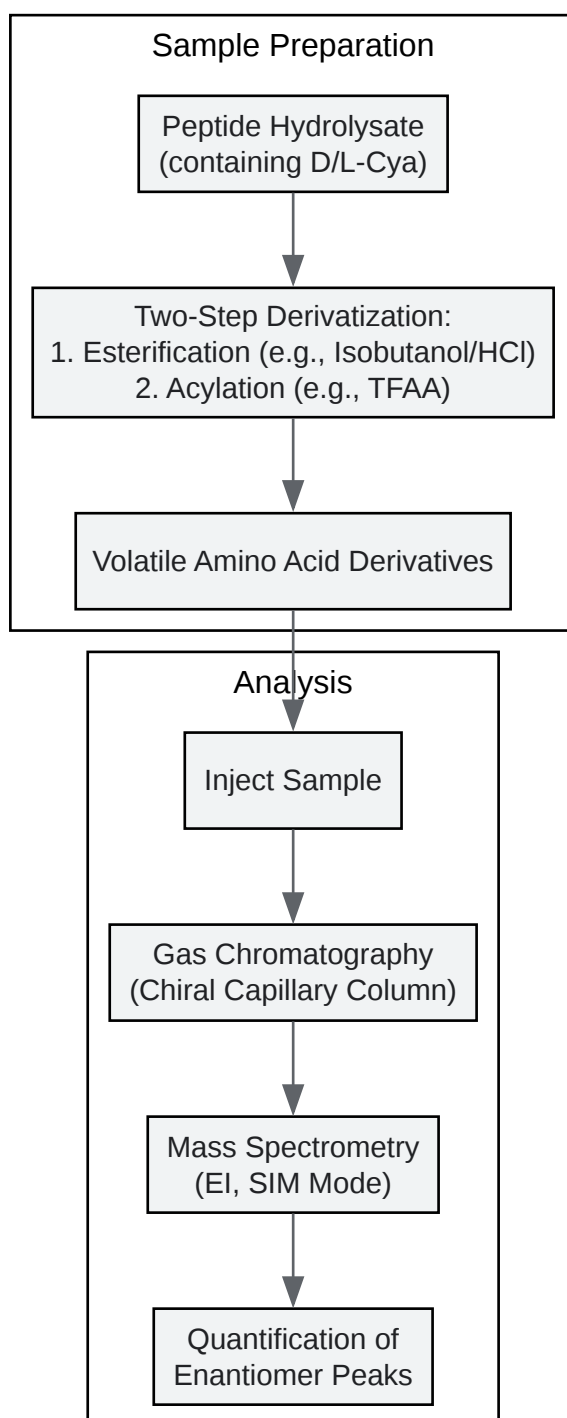 Sample Preparation
Peptide Hydrolysate
(containing D/L-Cya)
Two-Step Derivatization:
1. Esterification (e.g., Isobutanol/HCl)
2. Acylation (e.g., TFAA)
Volatile Amino Acid Derivatives
Analysis
Inject Sample
Gas Chromatography
(Chiral Capillary Column)
Mass Spectrometry
(EI, SIM Mode)
Quantification of
Enantiomer Peaks